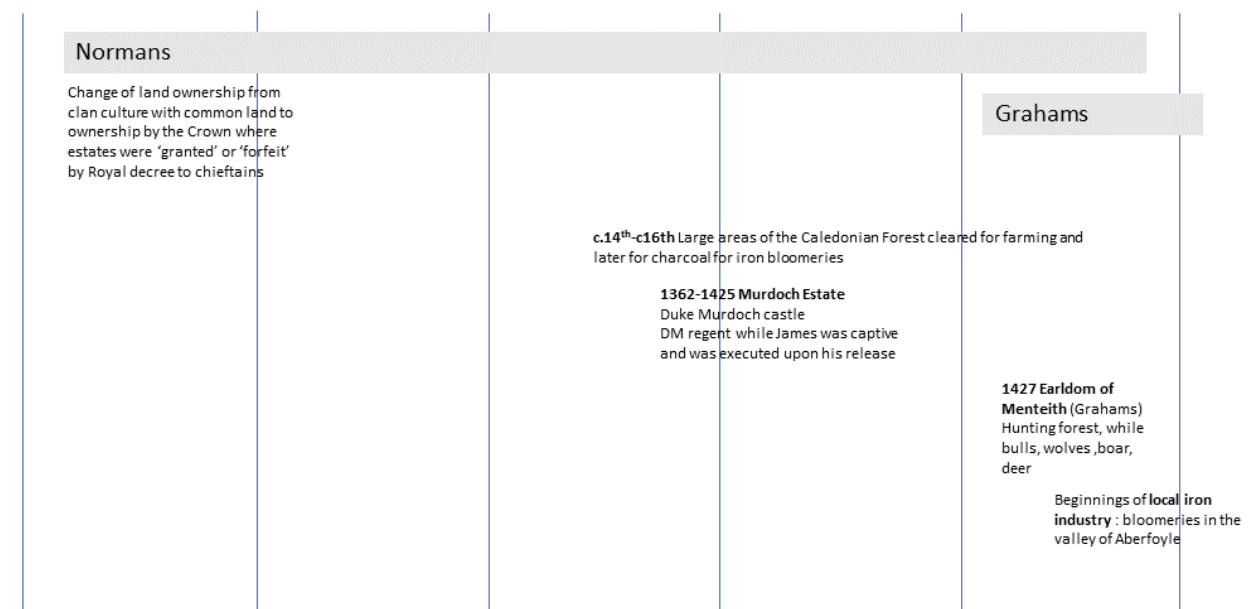 Normans
Change of land ownership from
clan culture with common land to
ownership by the Crown where
estates were ‘granted’ or ‘forfeit’
by Royal decree to chieftains
Grahams
c.14th-c16th Large areas of the Caledonian Forest cleared for farming and
later for charcoal for iron bloomeries
1362-1425 Murdoch Estate
Duke Murdoch castle
DM regent while James was captive
and was executed upon his release
1427 Earldom of
Menteith (Grahams)
Hunting forest, while
bulls, wolves ,boar,
deer
Beginnings of local iron
industry : bloomeries in the
valley of Aberfoyle